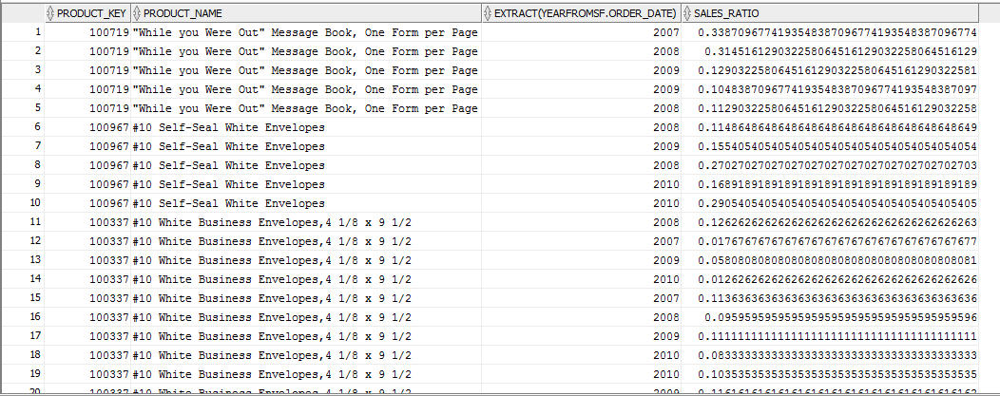 PRODUCT_KEY PRODUCT_NAME EXTRACT(YEARFROMSF.ORDER_DATE) SALES_RATIO
1 100719 "While you Were Out" Message Book, One Form per Page 2007 0.3387096774193548387096774193548387096774
2 100719 "While you Were Out" Message Book, One Form per Page 2008 0.314516129032258064516129032258064516129
3 100719 "While you Were Out" Message Book, One Form per Page 2009 0.1290322580645161290322580645161290322581
4 100719 "While you Were Out" Message Book, One Form per Page 2009 0.1048387096774193548387096774193548387097
5 100719 "While you Were Out" Message Book, One Form per Page 2008 0.1129032258064516129032258064516129032258
6 100967 #10 Self-Seal White Envelopes 2008 0.1148648648648648648648648648648648648649
7 100967 #10 Self-Seal White Envelopes 2009 0.1554054054054054054054054054054054054054
8 100967 #10 Self-Seal White Envelopes 2008 0.2702702702702702702702702702702702702703
9 100967 #10 Self-Seal White Envelopes 2010 0.1689189189189189189189189189189189189189
10 100967 #10 Self-Seal White Envelopes 2010 0.2905405405405405405405405405405405405405
11 100337 #10 White Business Envelopes,4 1/8 x 9 1/2 2008 0.1262626262626262626262626262626262626263
12 100337 #10 White Business Envelopes,4 1/8 x 9 1/2 2007 0.0176767676767676767676767676767676767677
13 100337 #10 White Business Envelopes,4 1/8 x 9 1/2 2009 0.0580808080808080808080808080808080808081
14 100337 #10 White Business Envelopes,4 1/8 x 9 1/2 2010 0.0126262626262626262626262626262626262626
15 100337 #10 White Business Envelopes,4 1/8 x 9 1/2 2007 0.1136363636363636363636363636363636363636
16 100337 #10 White Business Envelopes,4 1/8 x 9 1/2 2008 0.095959595959595959595959595959595959596
17 100337 #10 White Business Envelopes,4 1/8 x 9 1/2 2009 0.1111111111111111111111111111111111111111
18 100337 #10 White Business Envelopes,4 1/8 x 9 1/2 2010 0.0833333333333333333333333333333333333333
19 100337 #10 White Business Envelopes,4 1/8 x 9 1/2 2010 0.1035353535353535353535353535353535353535
20 100337 #10 White Business Envelopes,4 1/8 x 9 1/2 2009